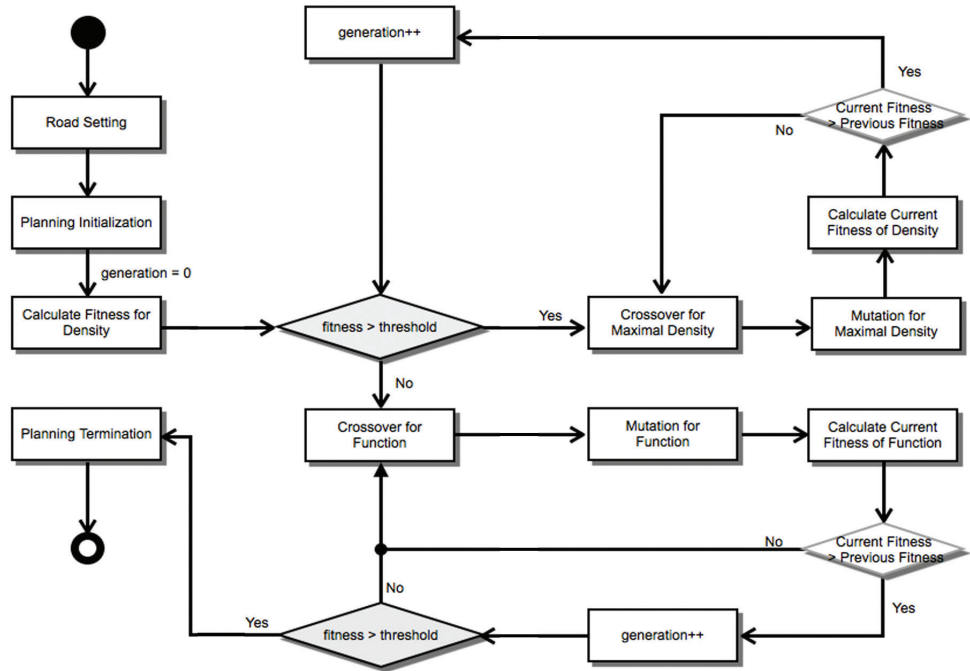 generation++
Yes
Current Fitness
> Previous Fitness
No
Road Setting
Planning Initialization
generation = 0
Calculate Current
Fitness of Density
Calculate Fitness for
Density
fitness > threshold
Yes
Crossover for
Maximal Density
Mutation for
Maximal Density
No
Planning Termination
Crossover for
Function
Mutation for
Function
Calculate Current
Fitness of Function
No
Current Fitness
> Previous Fitness
No
Yes
Yes
fitness > threshold
generation++